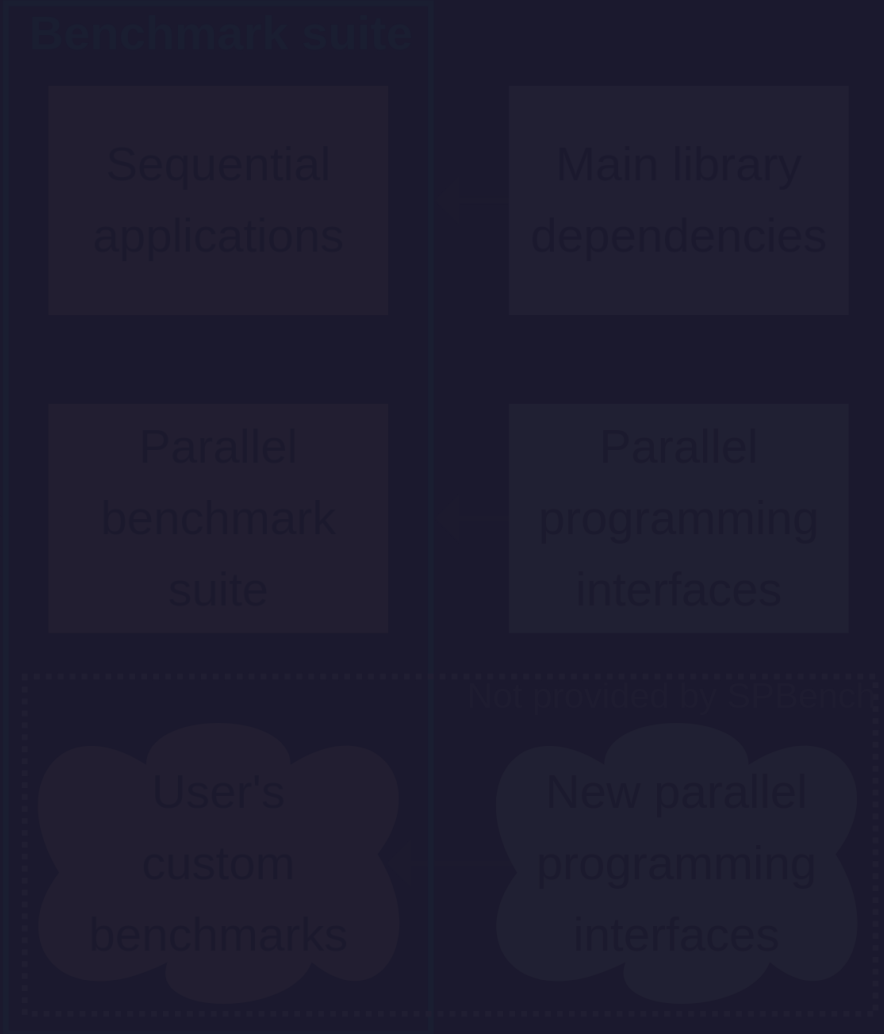 Benchmark suite
Sequential
applications
Main library
dependencies
Parallel
benchmark
suite
Parallel
programming
interfaces
Not provided by SPBench
User's
custom
benchmarks
New parallel
programming
interfaces